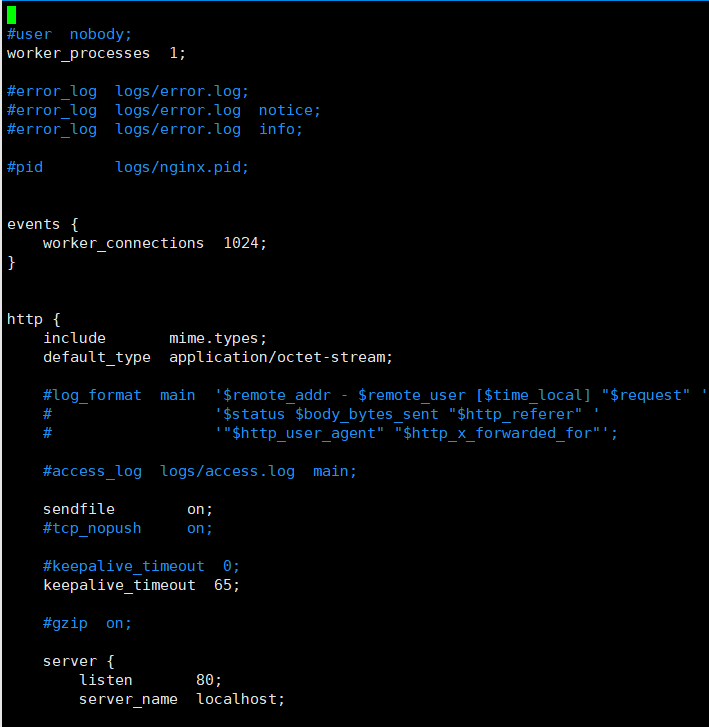 #user  nobody;
worker_processes  1;
#error_log  logs/error.log;
#error_log  logs/error.log  notice;
#error_log  logs/error.log  info;
#pid        logs/nginx.pid;
events {
    worker_connections  1024;
}
http {
    include       mime.types;
    default_type  application/octet-stream;
    #log_format  main  '$remote_addr - $remote_user [$time_local] "$request" '
    #                  '$status $body_bytes_sent "$http_referer" '
    #                  '"$http_user_agent" "$http_x_forwarded_for"';
    #access_log  logs/access.log  main;
    sendfile        on;
    #tcp_nopush     on;
    #keepalive_timeout  0;
    keepalive_timeout  65;
    #gzip  on;
    server {
        listen       80;
        server_name  localhost;